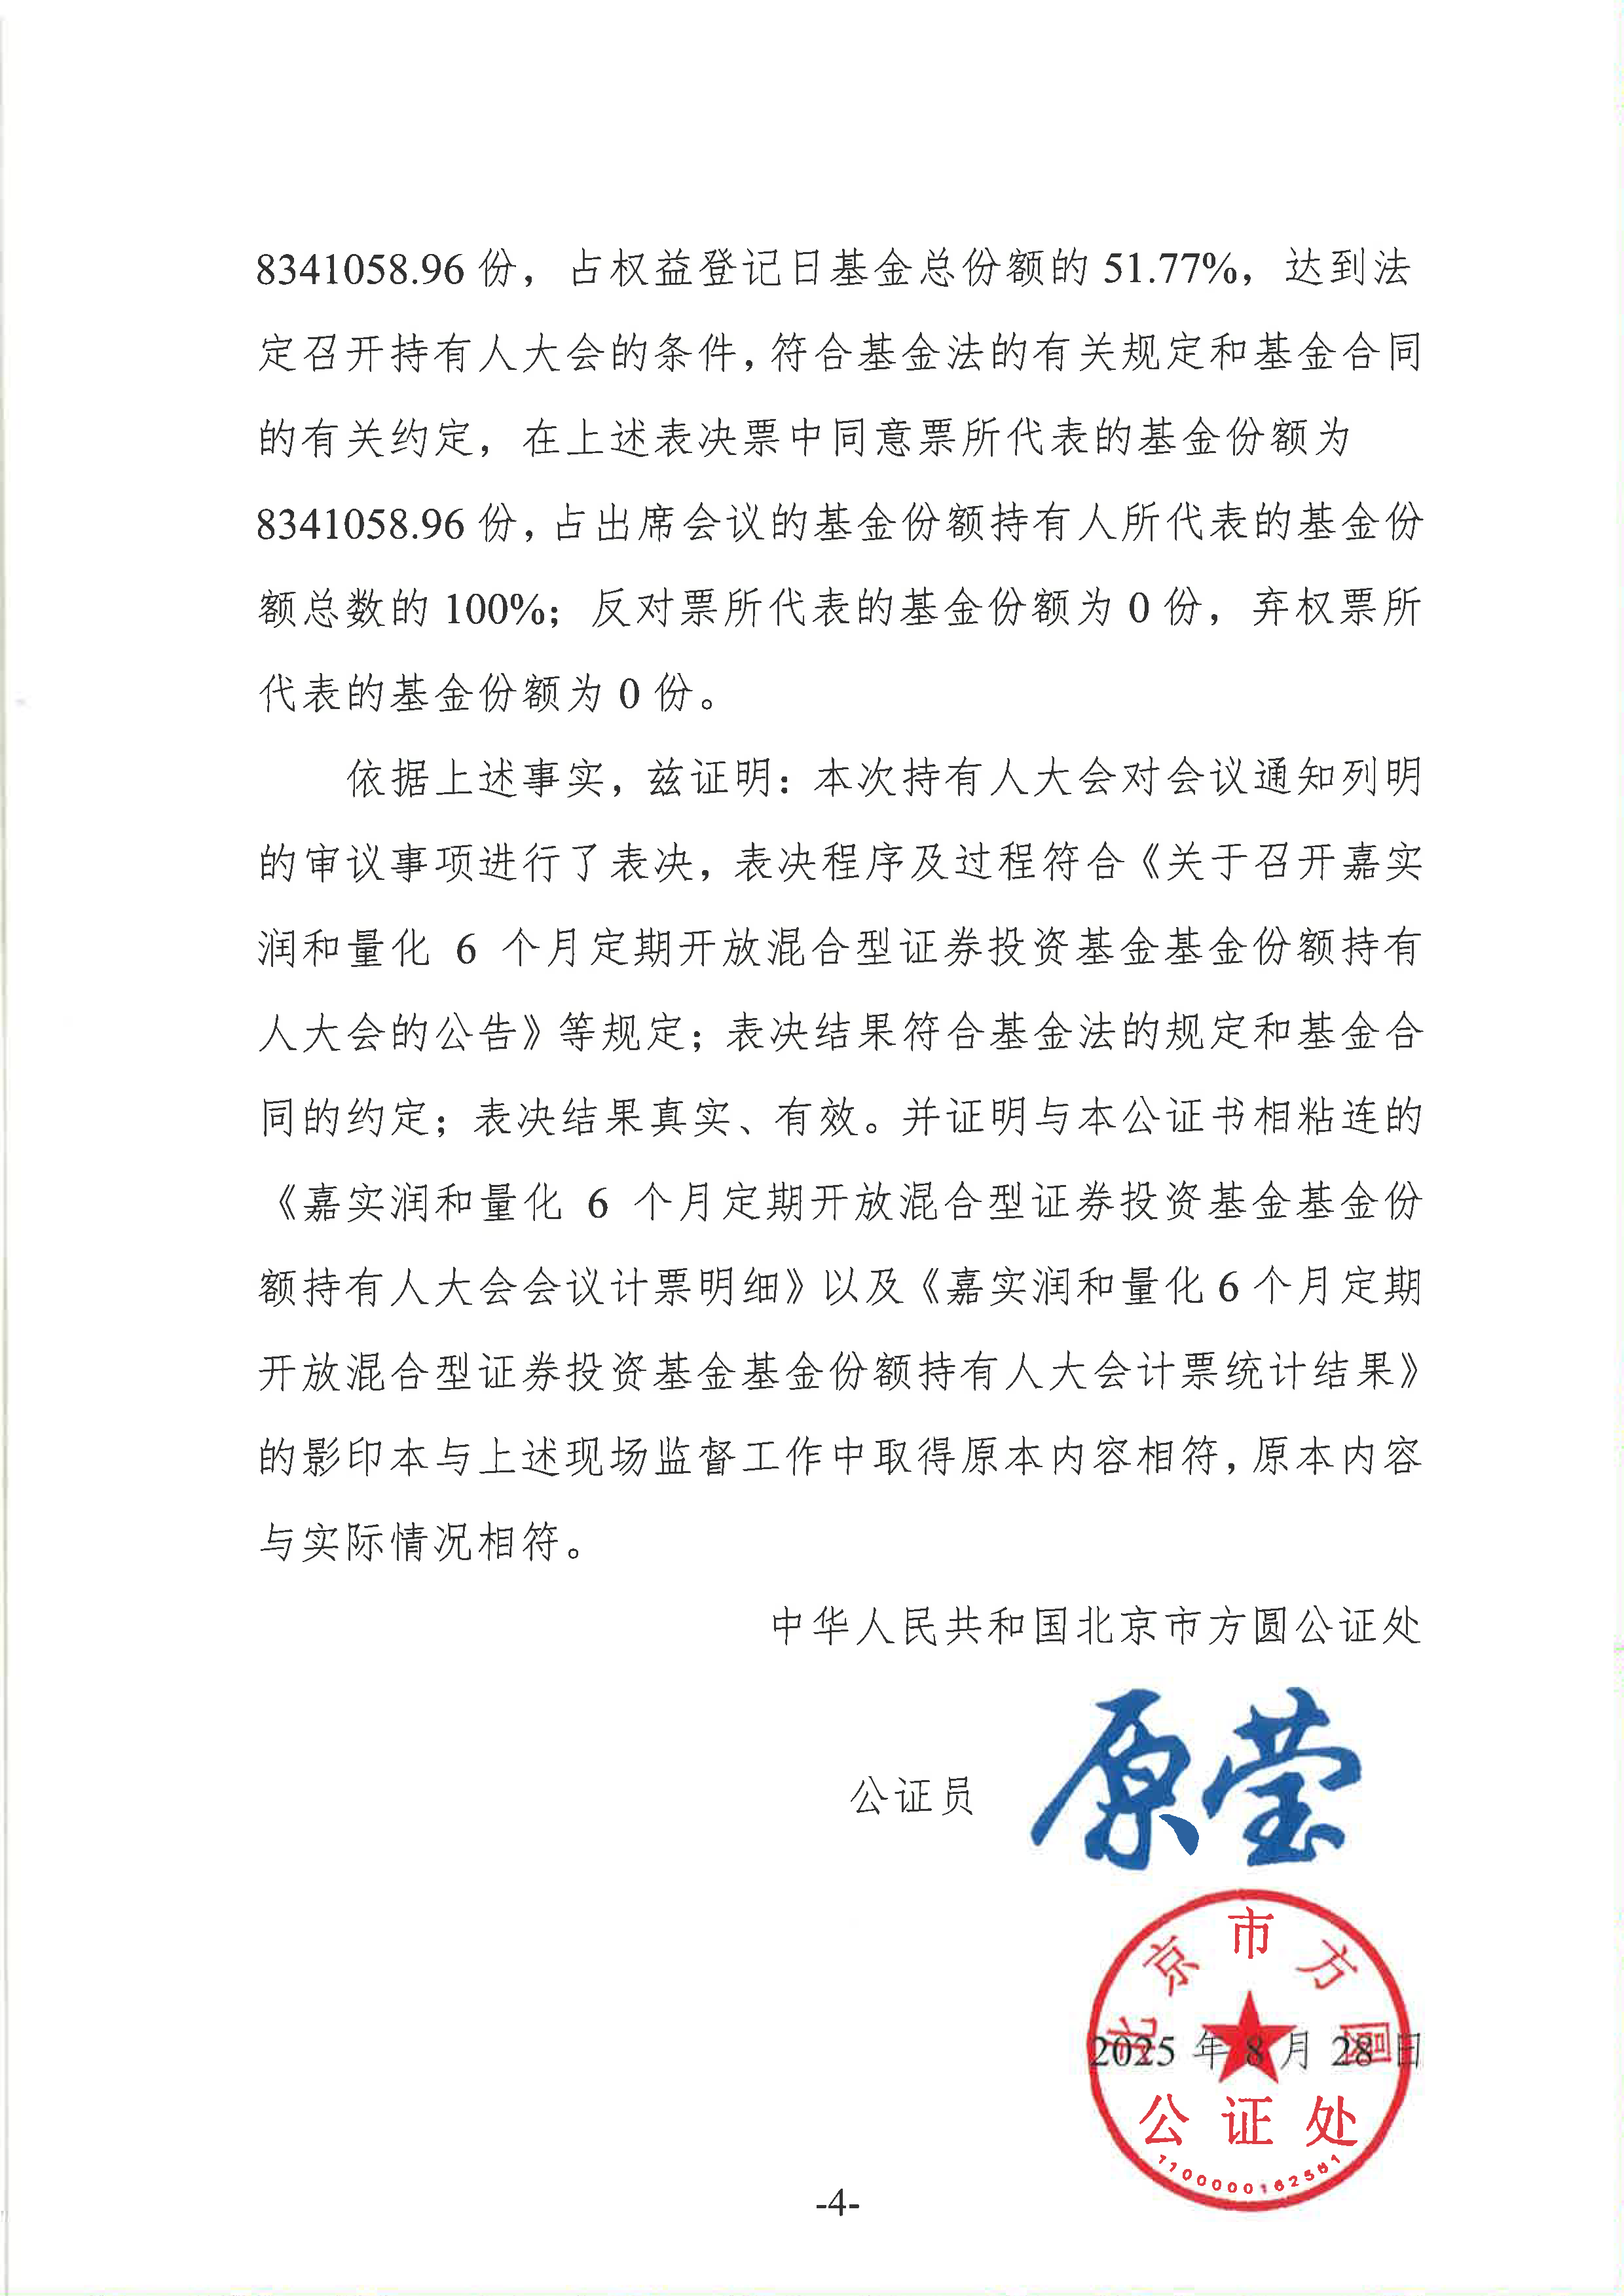 8341058.96 份，占权益登记日基金总份额的 51.77%，达到法
定召开持有人大会的条件，符合基金法的有关规定和基金合同
的有关约定，在上述表决票中同意票所代表的基金份额为
8341058.96 份，占出席会议的基金份额持有人所代表的基金份
额总数的 100%；反对票所代表的基金份额为 0 份，弃权票所
代表的基金份额为 0 份。
依据上述事实，兹证明：本次持有人大会对会议通知列明
的审议事项进行了表决，表决程序及过程符合《关于召开嘉实
润和量化 6 个月定期开放混合型证券投资基金基金份额持有
人大会的公告》等规定；表决结果符合基金法的规定和基金合
同的约定；表决结果真实、有效。并证明与本公证书相粘连的
《嘉实润和量化 6 个月定期开放混合型证券投资基金基金份
额持有人大会会议计票明细》以及《嘉实润和量化 6 个月定期
开放混合型证券投资基金基金份额持有人大会计票统计结果》
的影印本与上述现场监督工作中取得原本内容相符，原本内容
与实际情况相符。
中华人民共和国北京市方圆公证处
公证员 原莹
北京市方圆
2025 年 8 月 28 日
公证处
-4-